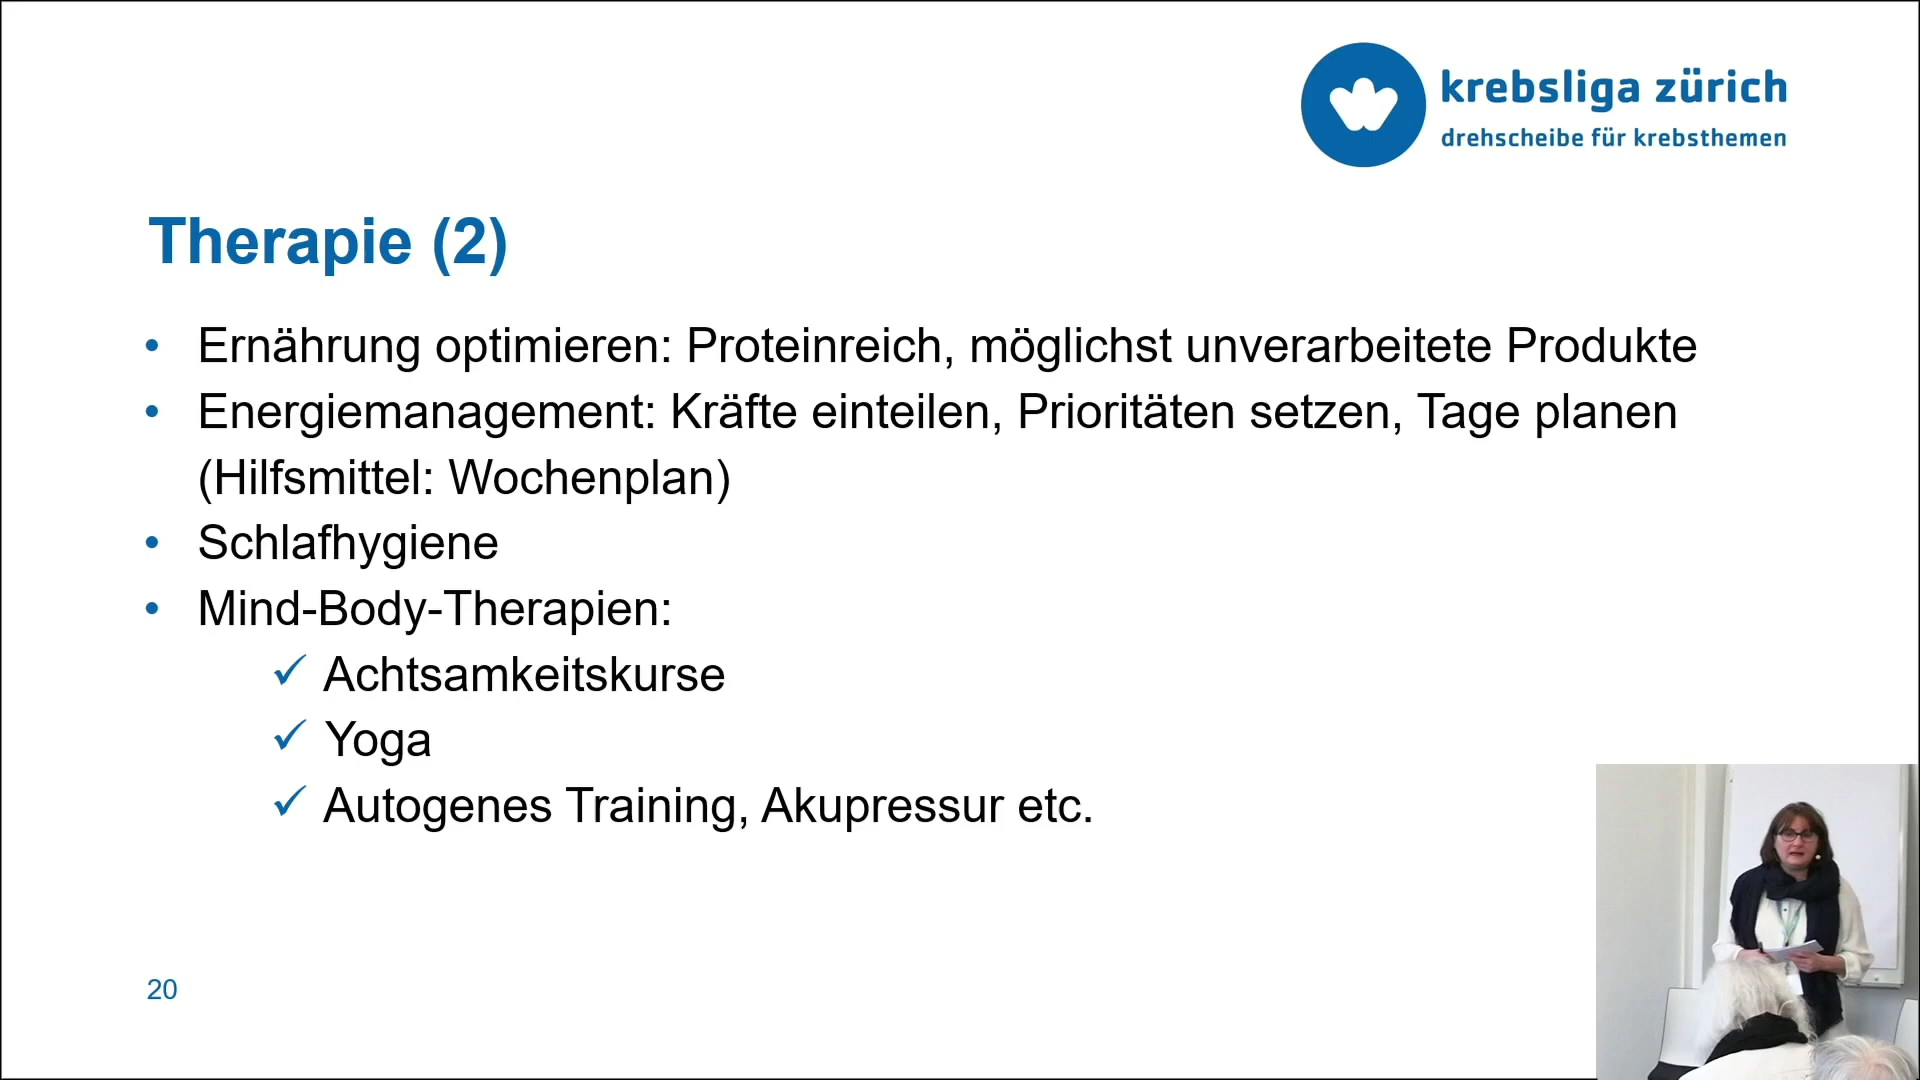 krebsliga zürich
drehscheibe für krebsthemen
Therapie (2)
• Ernährung optimieren: Proteinreich, möglichst unverarbeitete Produkte
• Energiemanagement: Kräfte einteilen, Prioritäten setzen, Tage planen
(Hilfsmittel: Wochenplan)
• Schlafhygiene
• Mind-Body-Therapien:
✓ Achtsamkeitskurse
✓ Yoga
✓ Autogenes Training, Akupressur etc.
20